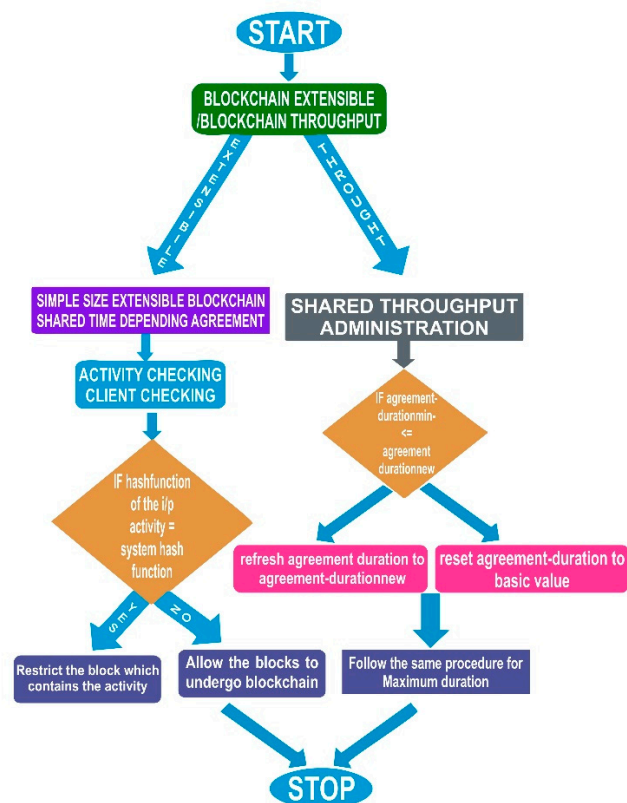 START
BLOCKCHAIN EXTENSIBLE
/BLOCKCHAIN THROUGHPUT
EXTENSIBILE
THROUGHT
SIMPLE SIZE EXTENSIBLE BLOCKCHAIN
SHARED TIME DEPENDING AGREEMENT
SHARED THROUGHPUT
ADMINISTRATION
ACTIVITY CHECKING
CLIENT CHECKING
IF agreement-
durationmin-
<=
agreement
durationnew
IF hashfunction
of the i/p
activity =
system hash
function
refresh agreement duration to
agreement-durationnew
reset agreement-duration to
basic value
YES
NO
Restrict the block which
contains the activity
Allow the blocks to
undergo blockchain
Follow the same procedure for
Maximum duration
STOP